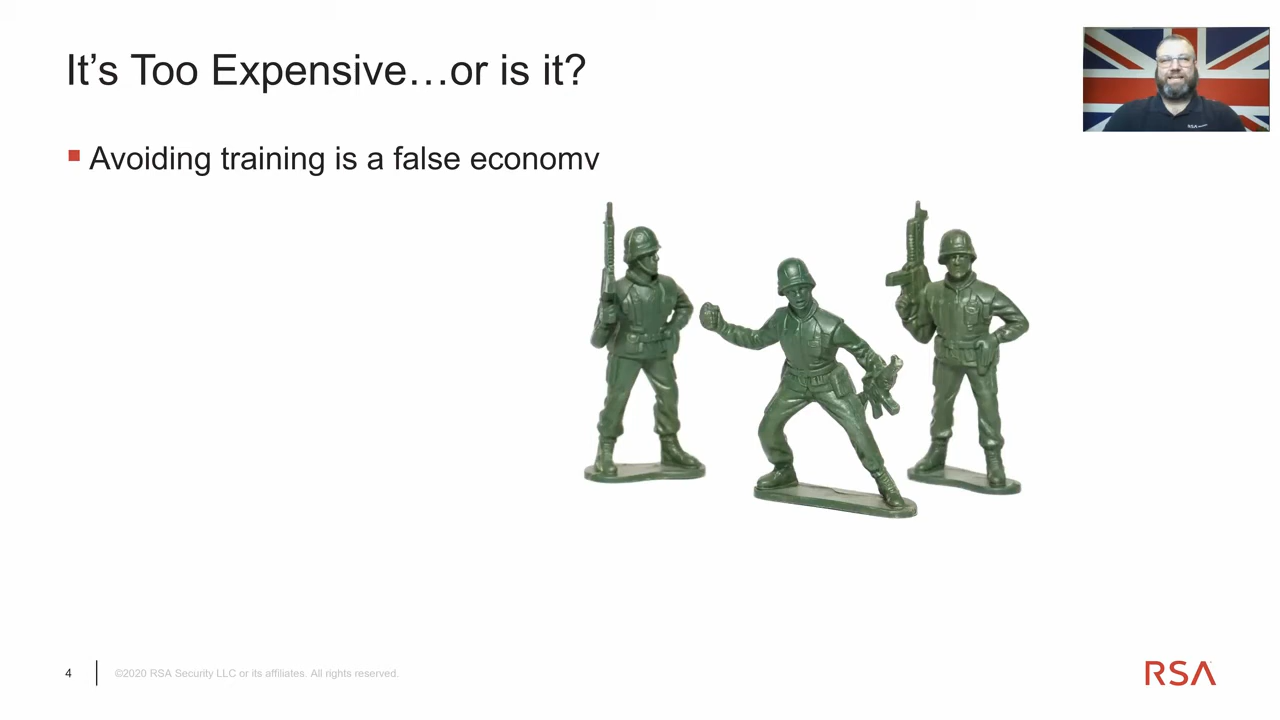 It’s Too Expensive…or is it?
▪ Avoiding training is a false economy
4
©2020 RSA Security LLC or its affiliates. All rights reserved.
RSA
RSA